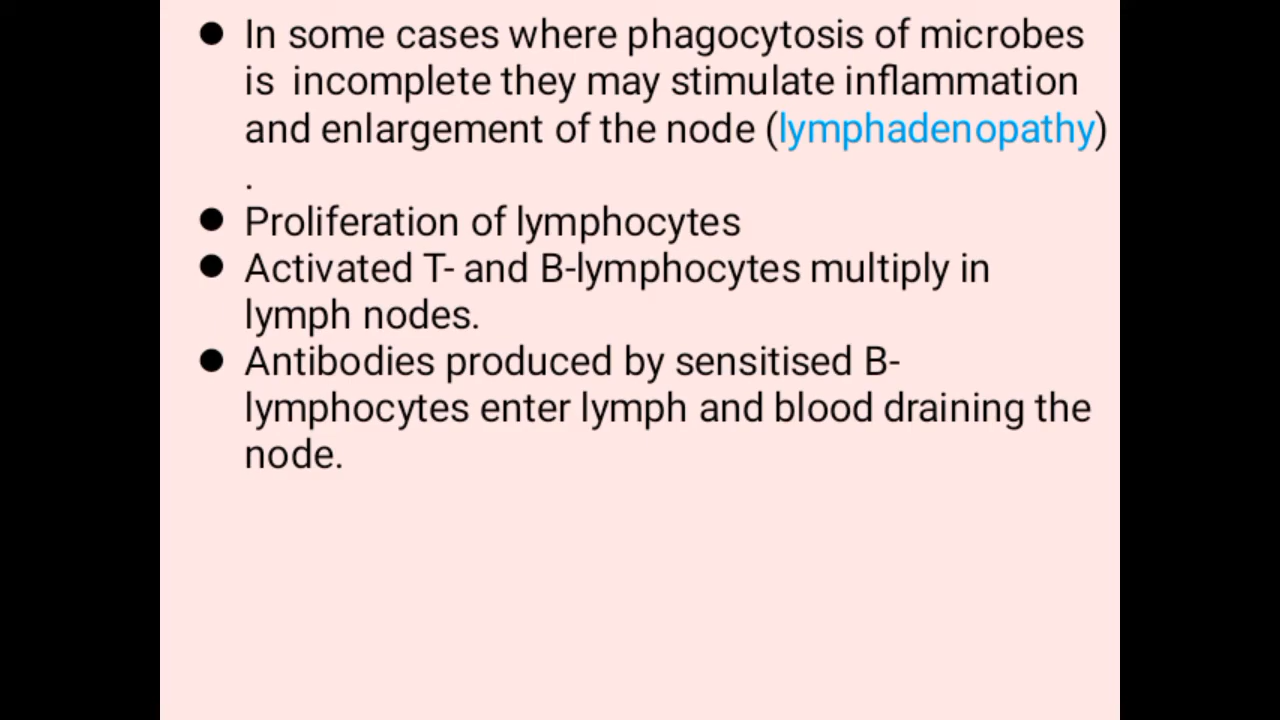 ● In some cases where phagocytosis of microbes
is  incomplete they may stimulate inflammation
and enlargement of the node (lymphadenopathy)
.
● Proliferation of lymphocytes
● Activated T- and B-lymphocytes multiply in
lymph nodes.
● Antibodies produced by sensitised B-
lymphocytes enter lymph and blood draining the
node.